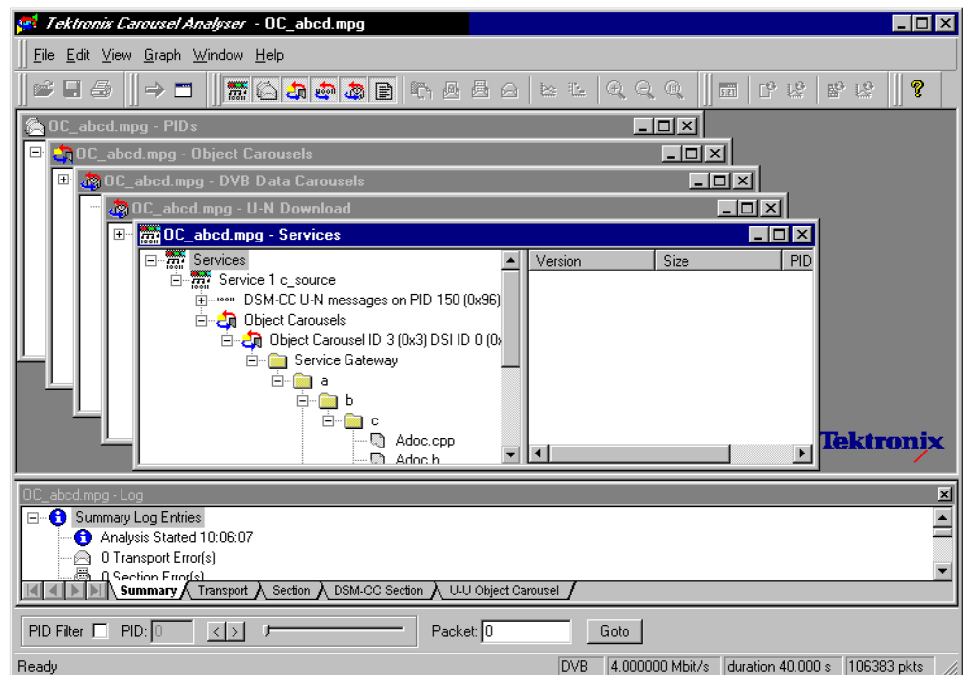 Tektronix Carousel Analyser - OC_abcd.mpg
File Edit View Graph Window Help
OC_abcd.mpg - PIDs
OC_abcd.mpg - Object Carousels
OC_abcd.mpg - DVB Data Carousels
OC_abcd.mpg - U-N Download
OC_abcd.mpg - Services
Services
Version Size PID
Service 1 c_source
DSM-CC U-N messages on PID 150 (0x96)
Object Carousels
Object Carousel ID 3 (0x3) DSI ID 0 (0x
Service Gateway
a
b
c
Adoc.cpp
Adoc.h
Tektronix
OC_abcd.mpg - Log
Summary Log Entries
Analysis Started 10:06:07
0 Transport Error(s)
0 Section Error(s)
Summary Transport Section DSM-CC Section U-U Object Carousel
PID Filter PID: 0 < > Packet: 0 Goto
Ready DVB 4.000000 Mbit/s duration 40.000 s 106383 pkts